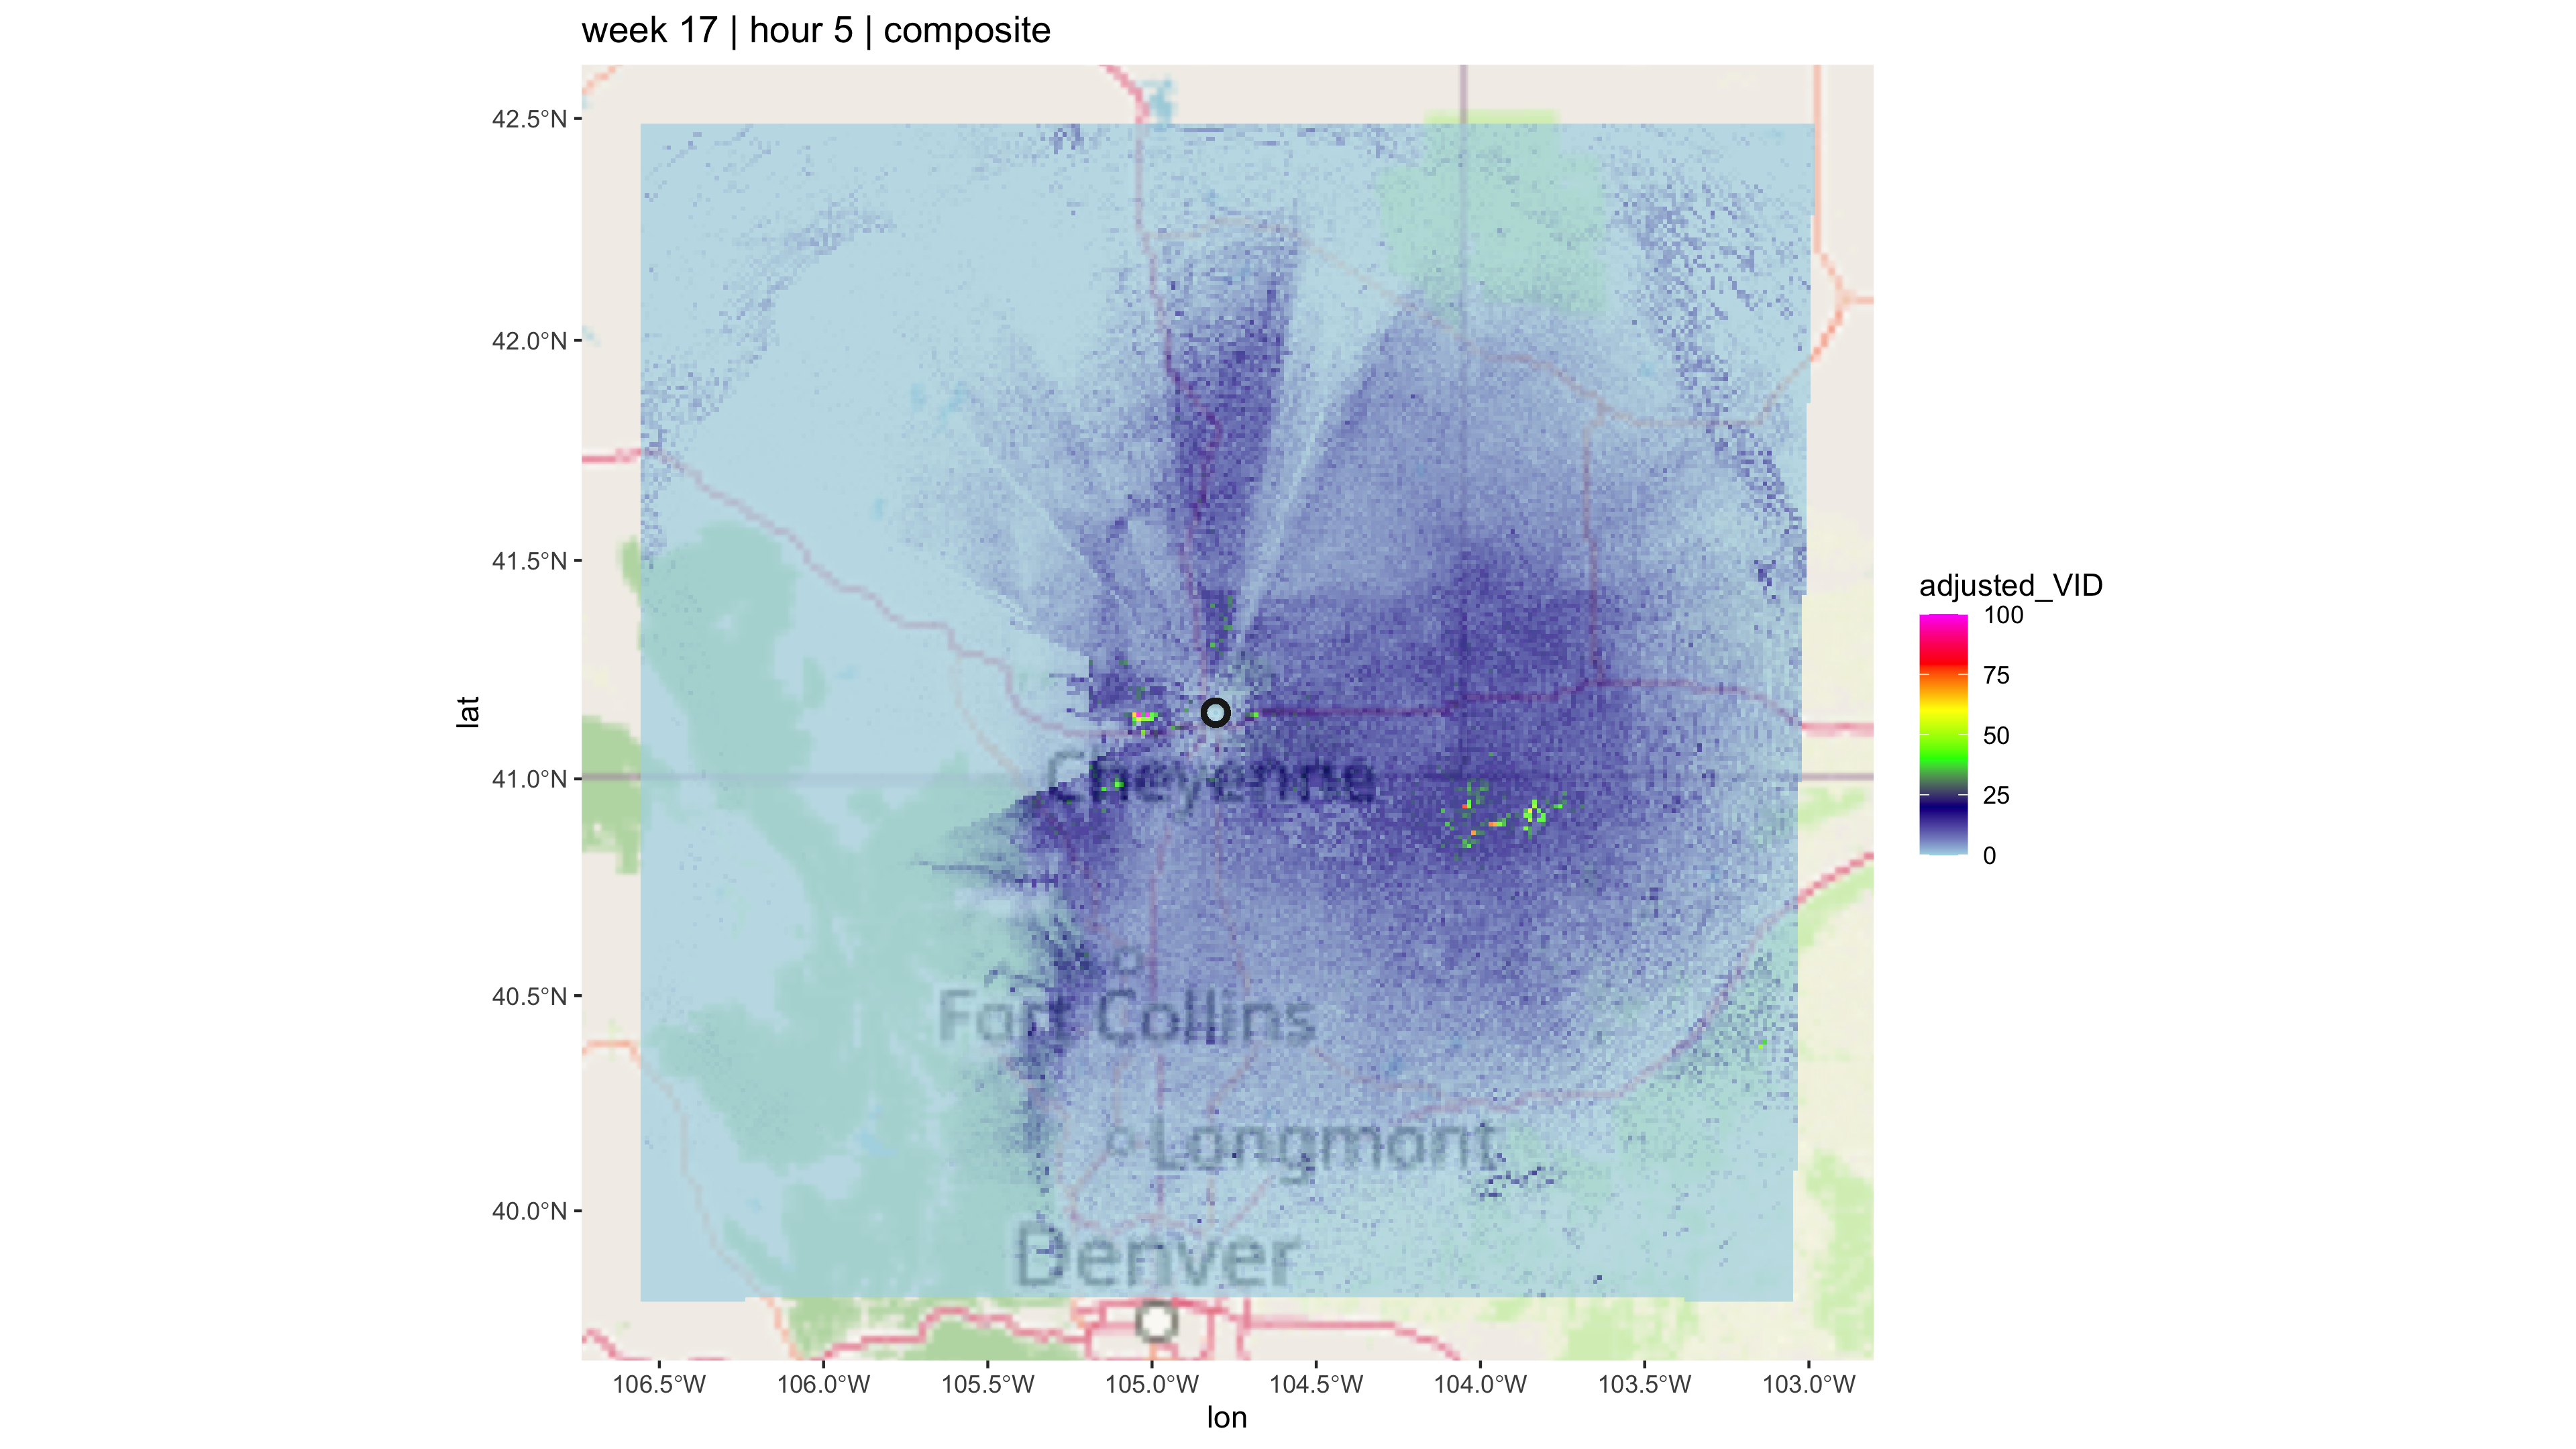 week 17 | hour 5 | composite
42.5°N
42.0°N
41.5°N
41.0°N
40.5°N
40.0°N
lat
Cheyenne
Fort Collins
Longmont
Denver
106.5°W
106.0°W
105.5°W
105.0°W
104.5°W
104.0°W
103.5°W
103.0°W
lon
adjusted_VID
100
75
50
25
0